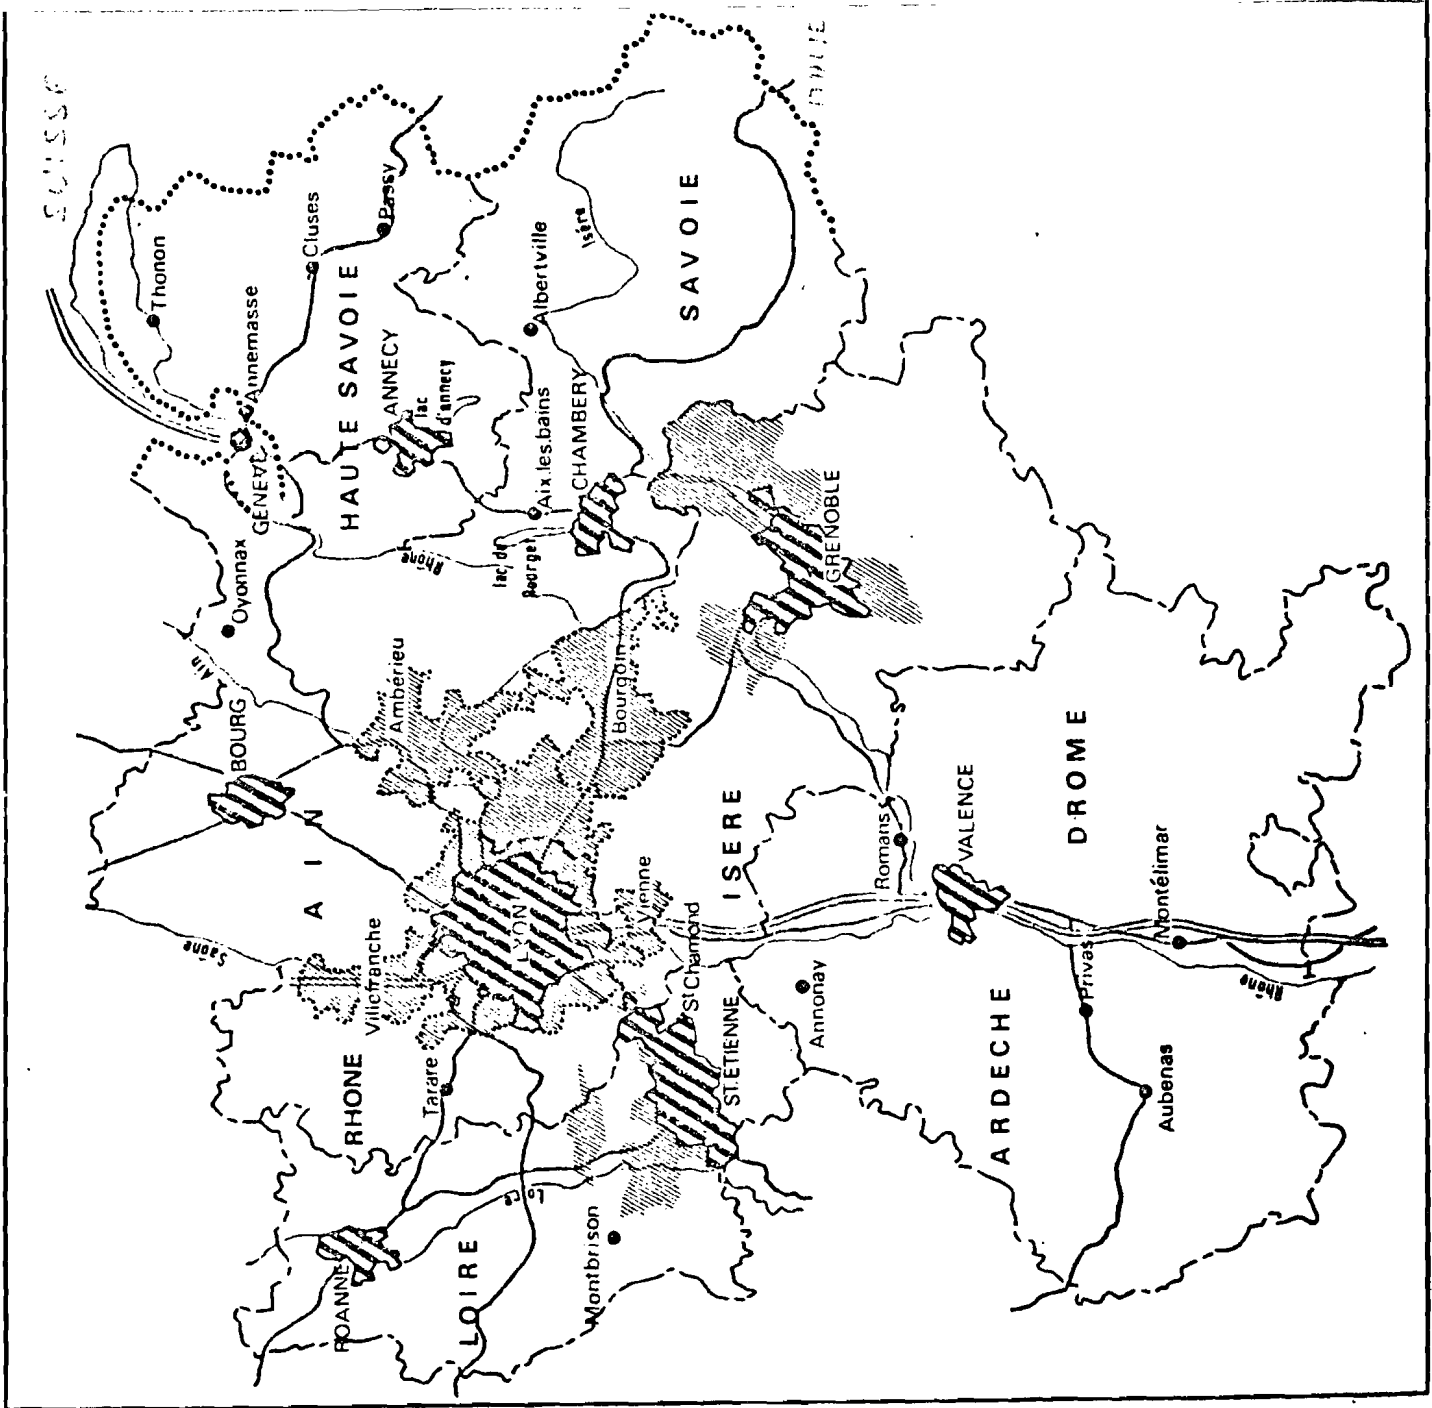 SUISSE
Thonon
Annemasse
GENEVE
Cluses
Passy
HAUTE SAVOIE
ANNECY
lac
d'annecy
Oyonnax
Ain
BOURG
AIN
Saône
Rhône
lac du
Bourget
Aix.les.bains
Albertville
Isère
CHAMBERY
SAVOIE
Ambérieu
Bourgoin
GRENOBLE
Villefranche
RHONE
Tarare
LYON
Vienne
St Chamond
ST.ETIENNE
ROANNE
LOIRE
Loire
Montbrison
ISERE
Annonay
Romans
VALENCE
DROME
ARDECHE
Privas
Aubenas
Montélimar
Rhône